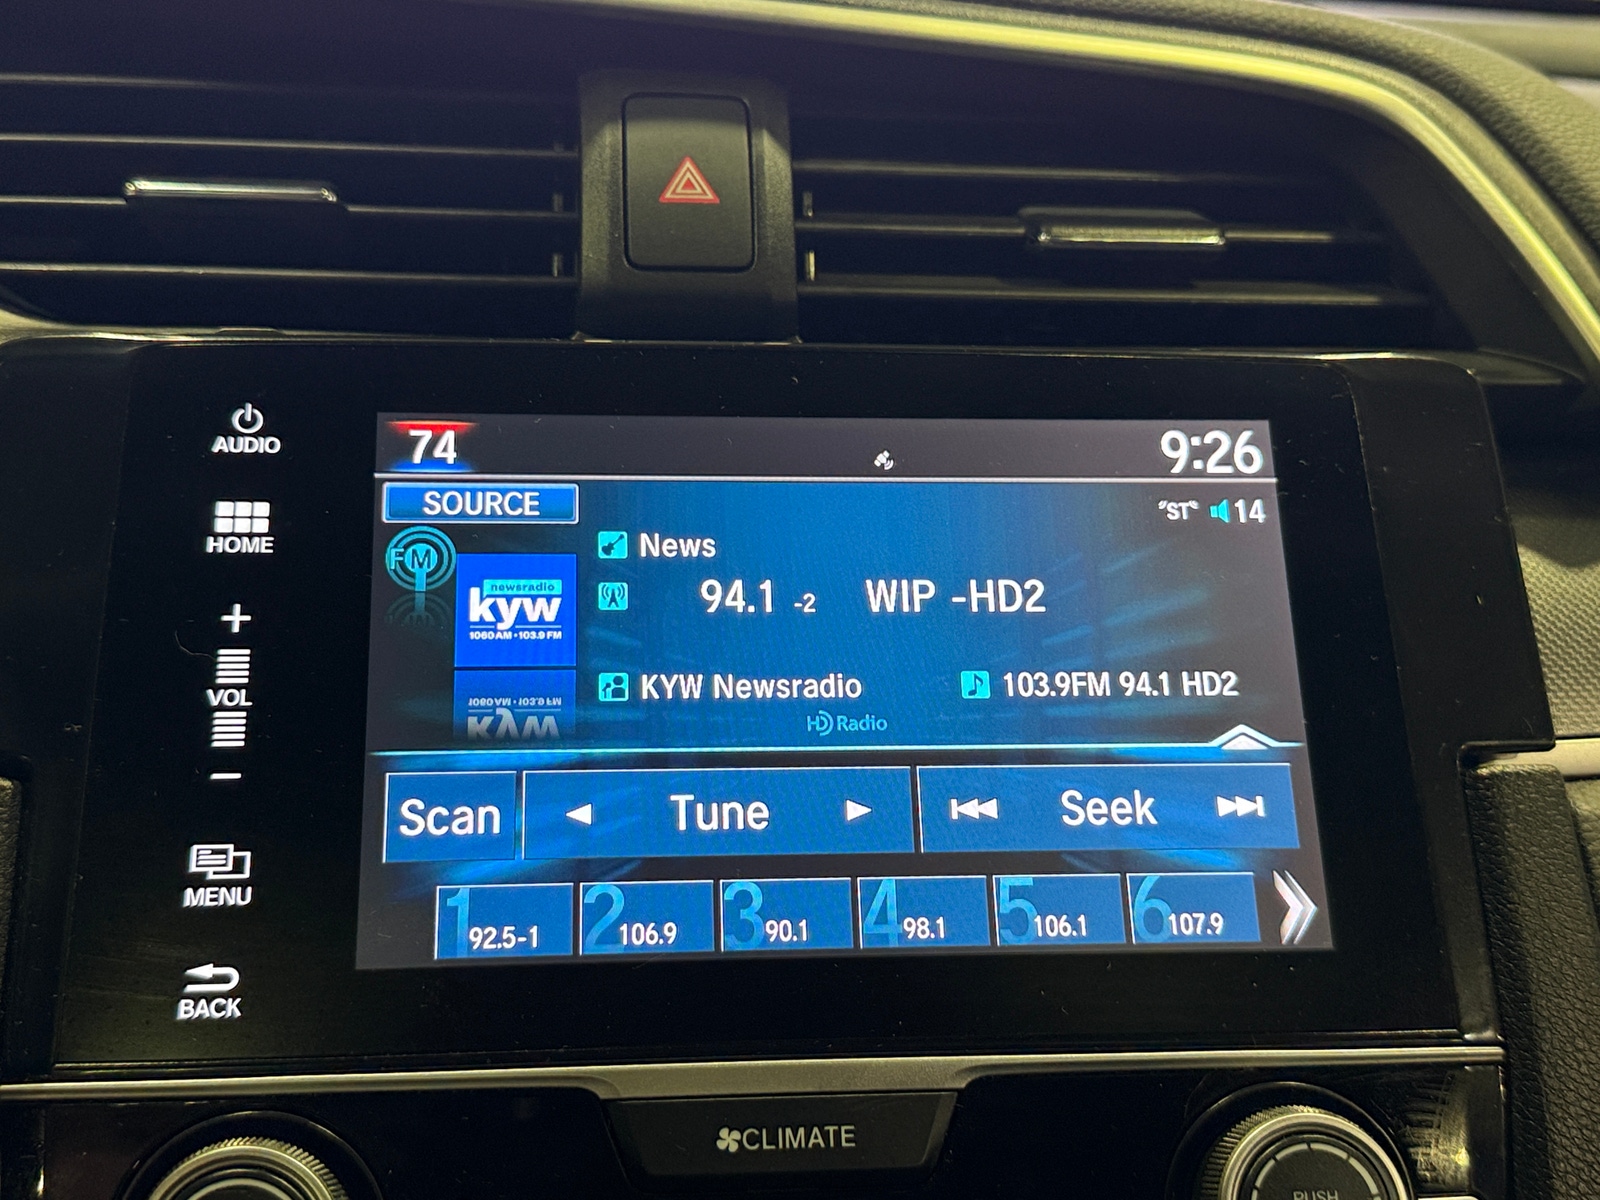 AUDIO
HOME
+
VOL
−
MENU
BACK
74
9:26
SOURCE
"ST" 14
FM
newsradio
kyw
1060 AM • 103.9 FM
News
94.1 -2 WIP -HD2
KYW Newsradio
103.9FM 94.1 HD2
HD Radio
Scan
Tune
Seek
1 92.5-1
2 106.9
3 90.1
4 98.1
5 106.1
6 107.9
CLIMATE
PUSH